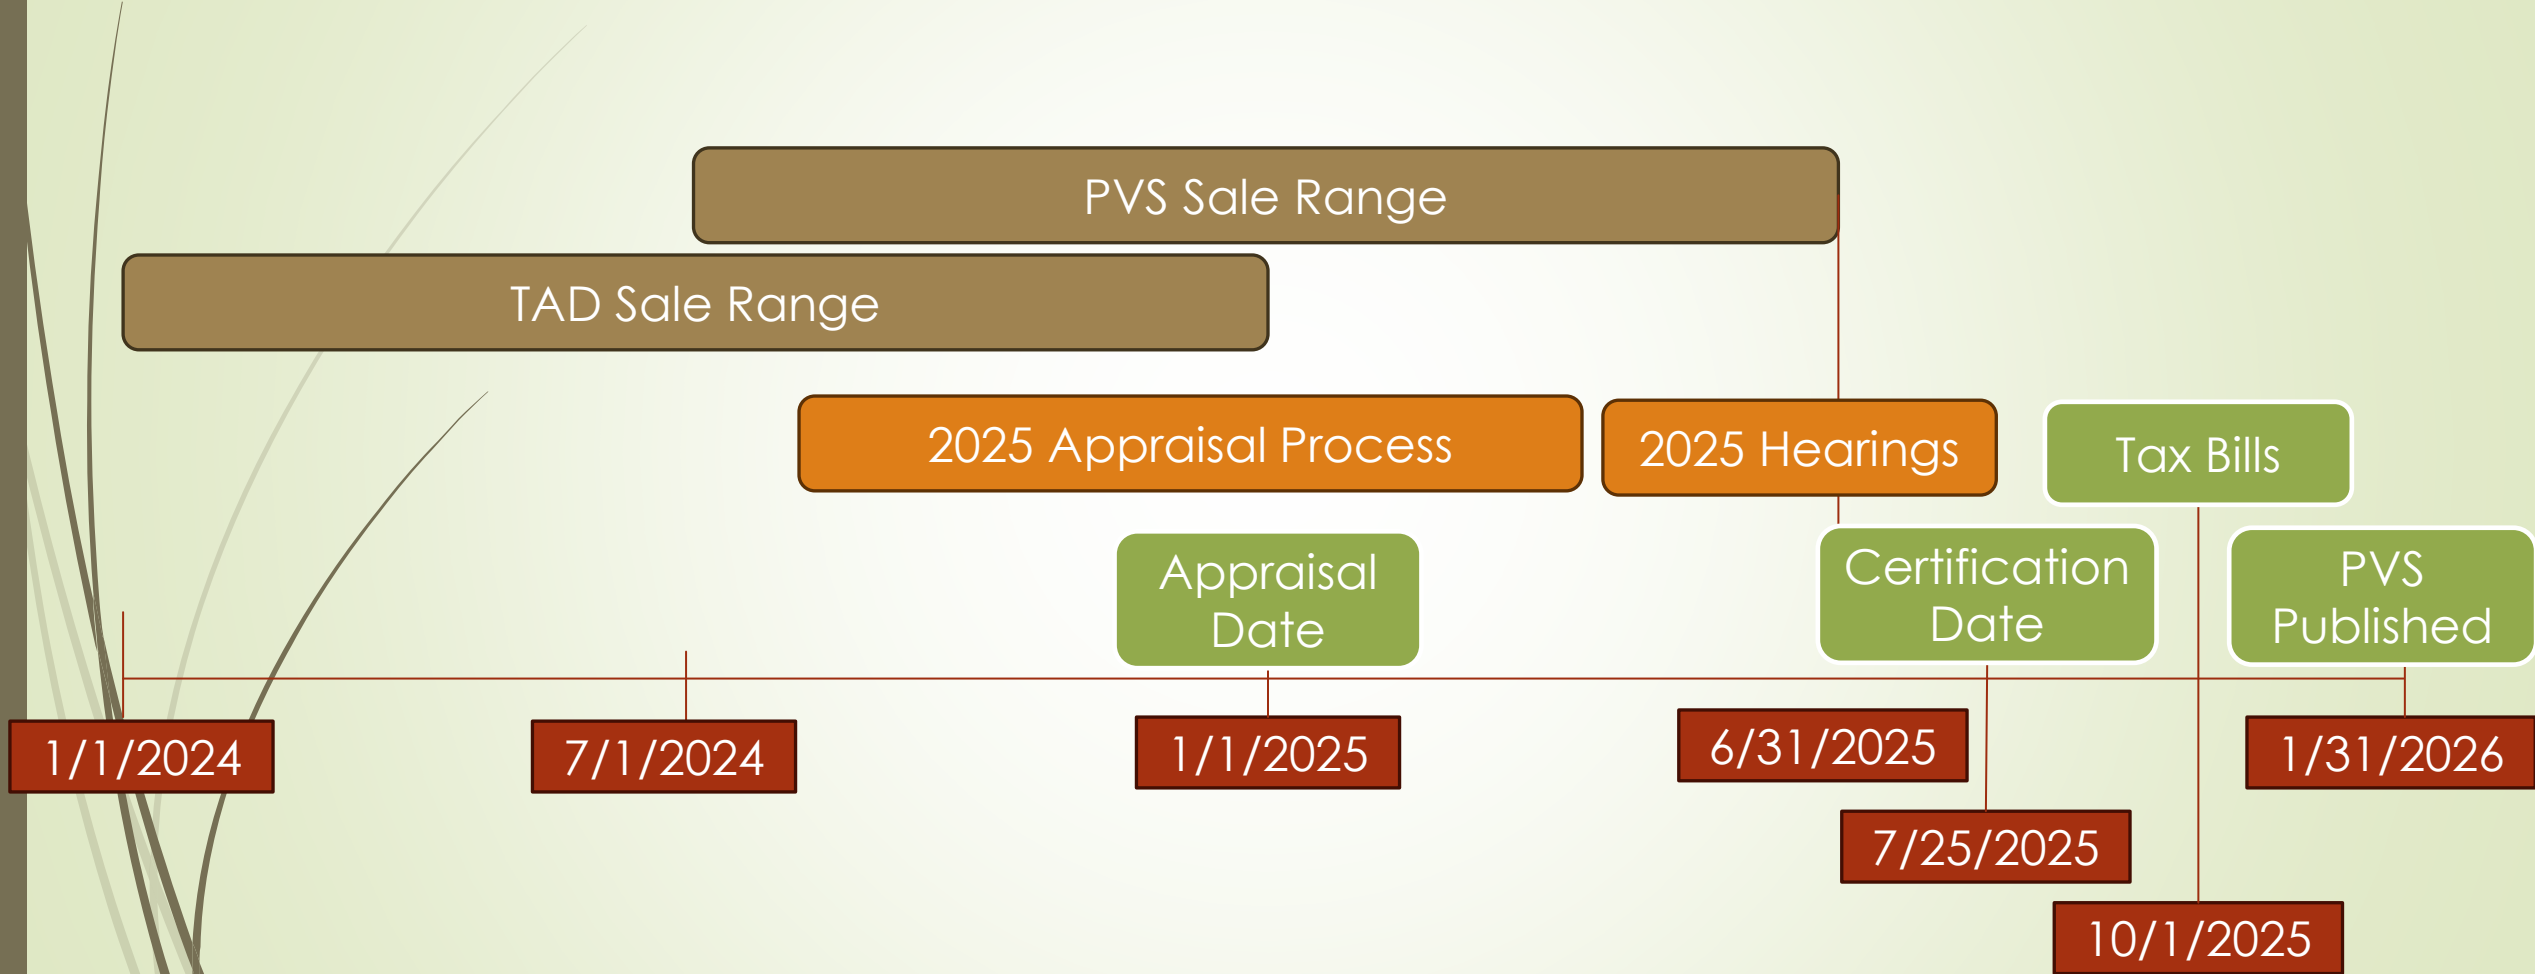 PVS Sale Range
TAD Sale Range
2025 Appraisal Process
2025 Hearings
Tax Bills
Appraisal
Date
Certification
Date
PVS
Published
1/1/2024
7/1/2024
1/1/2025
6/31/2025
1/31/2026
7/25/2025
10/1/2025